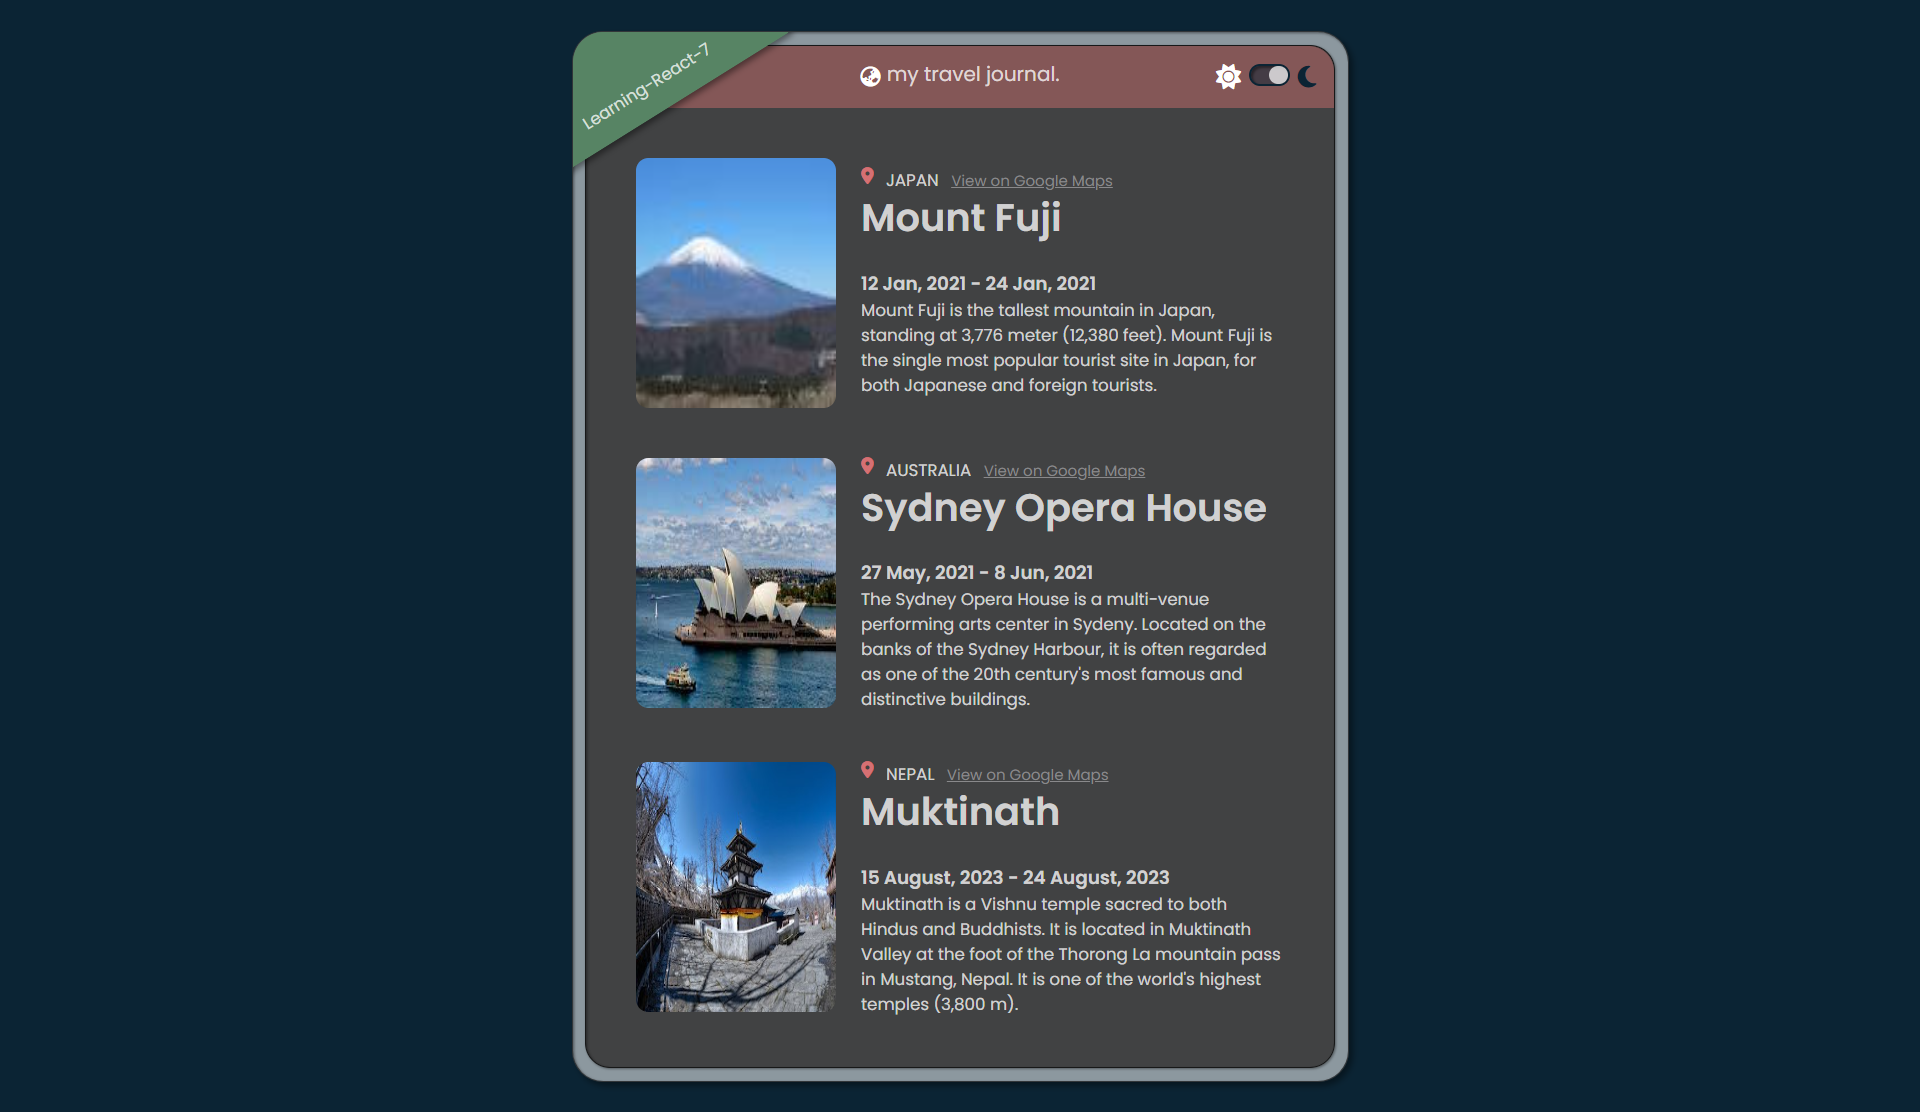 Learning-React-7
my travel journal.
JAPAN View on Google Maps
Mount Fuji
12 Jan, 2021 - 24 Jan, 2021
Mount Fuji is the tallest mountain in Japan,
standing at 3,776 meter (12,380 feet). Mount Fuji is
the single most popular tourist site in Japan, for
both Japanese and foreign tourists.
AUSTRALIA View on Google Maps
Sydney Opera House
27 May, 2021 - 8 Jun, 2021
The Sydney Opera House is a multi-venue
performing arts center in Sydeny. Located on the
banks of the Sydney Harbour, it is often regarded
as one of the 20th century's most famous and
distinctive buildings.
NEPAL View on Google Maps
Muktinath
15 August, 2023 - 24 August, 2023
Muktinath is a Vishnu temple sacred to both
Hindus and Buddhists. It is located in Muktinath
Valley at the foot of the Thorong La mountain pass
in Mustang, Nepal. It is one of the world's highest
temples (3,800 m).